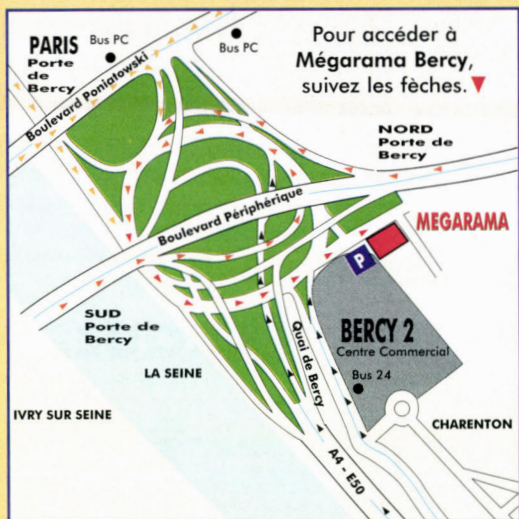 PARIS
Porte
de
Bercy
Bus PC
Bus PC
Pour accéder à
Mégarama Bercy,
suivez les fèches.
Boulevard Poniatowski
NORD
Porte de
Bercy
Boulevard Périphérique
MEGARAMA
P
SUD
Porte de
Bercy
BERCY 2
Centre Commercial
Bus 24
Quai de Bercy
LA SEINE
IVRY SUR SEINE
CHARENTON
A4 - E50